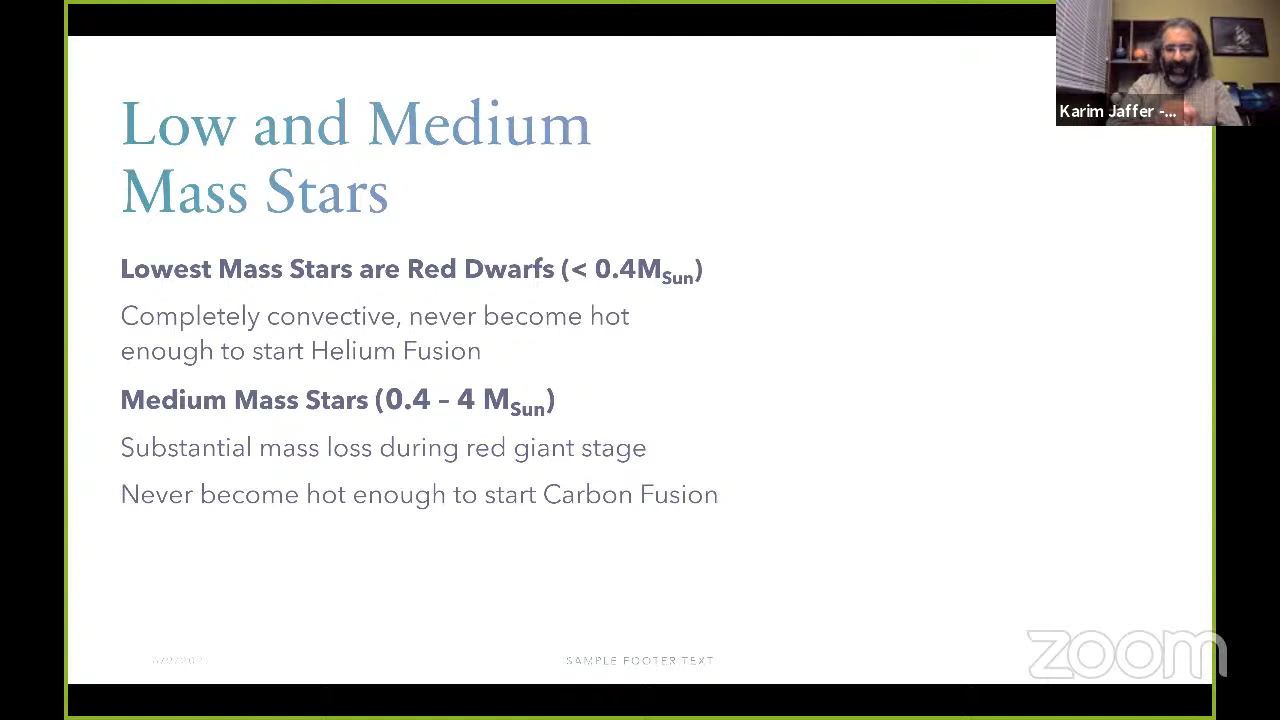 Low and Medium
Mass Stars
Karim Jaffer -...
Lowest Mass Stars are Red Dwarfs (< 0.4MSun)
Completely convective, never become hot
enough to start Helium Fusion
Medium Mass Stars (0.4 – 4 MSun)
Substantial mass loss during red giant stage
Never become hot enough to start Carbon Fusion
SAMPLE FOOTER TEXT
zoom